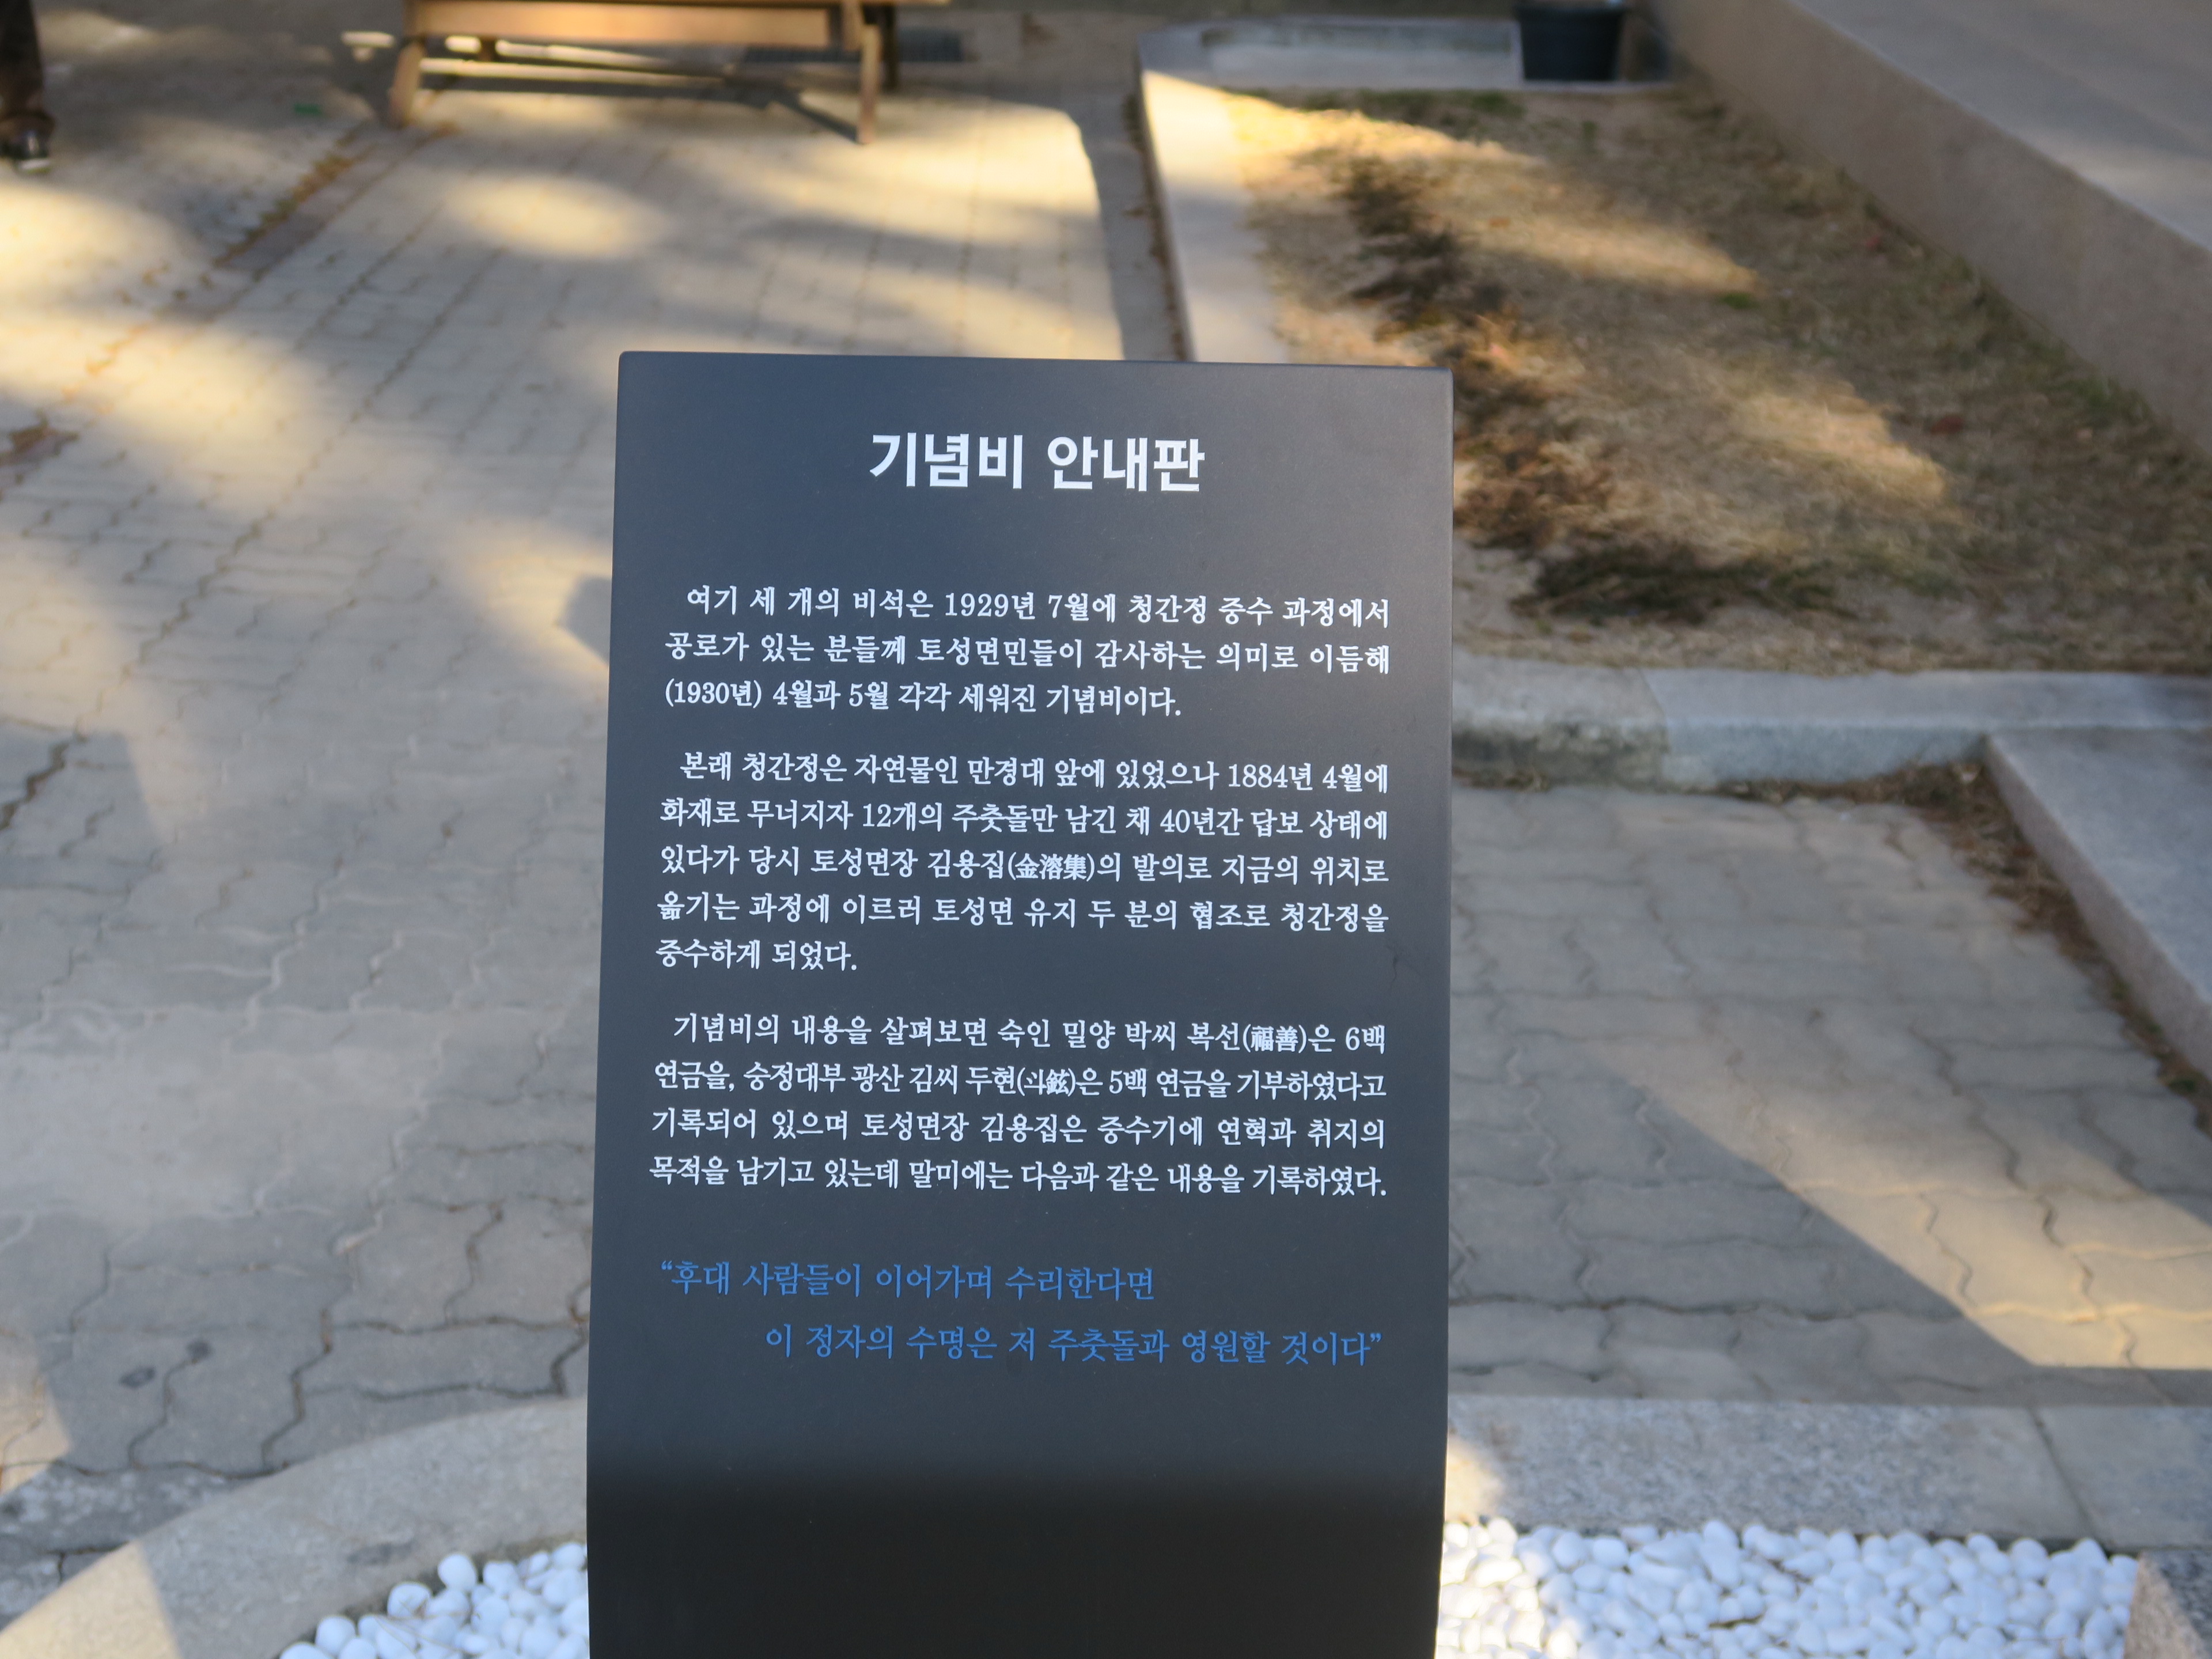 기념비 안내판
여기 세 개의 비석은 1929년 7월에 청간정 중수 과정에서
공로가 있는 분들께 토성면민들이 감사하는 의미로 이듬해
(1930년) 4월과 5월 각각 세워진 기념비이다.
본래 청간정은 자연물인 만경대 앞에 있었으나 1884년 4월에
화재로 무너지자 12개의 주춧돌만 남긴 채 40년간 답보 상태에
있다가 당시 토성면장 김용집(金溶集)의 발의로 지금의 위치로
옮기는 과정에 이르러 토성면 유지 두 분의 협조로 청간정을
중수하게 되었다.
기념비의 내용을 살펴보면 숙인 밀양 박씨 복선(福善)은 6백
연금을, 숭정대부 광산 김씨 두현(斗鉉)은 5백 연금을 기부하였다고
기록되어 있으며 토성면장 김용집은 중수기에 연혁과 취지의
목적을 남기고 있는데 말미에는 다음과 같은 내용을 기록하였다.
“후대 사람들이 이어가며 수리한다면
이 정자의 수명은 저 주춧돌과 영원할 것이다”